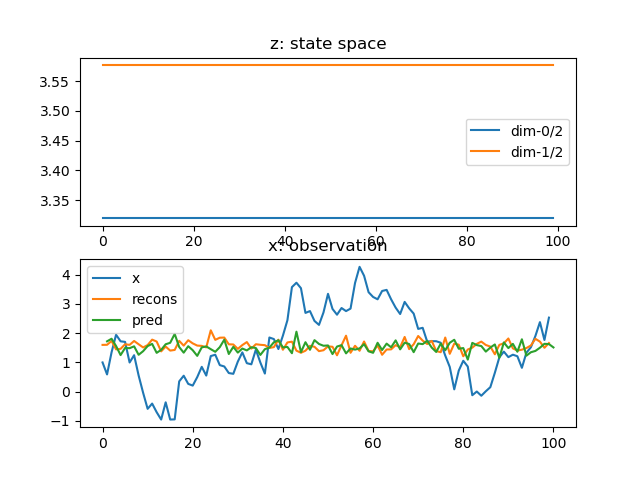 z: state space
3.55
3.50
3.45
3.40
3.35
dim-0/2
dim-1/2
0 20 40 60 80 100
x: observation
4
3
2
1
0
−1
x
recons
pred
0 20 40 60 80 100